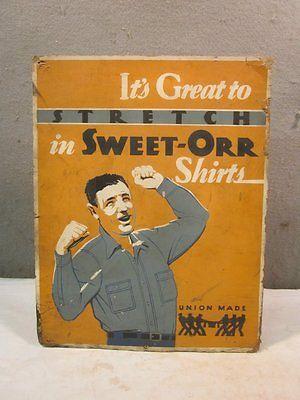 It's Great to
STRETCH
in SWEET-ORR
Shirts
UNION MADE